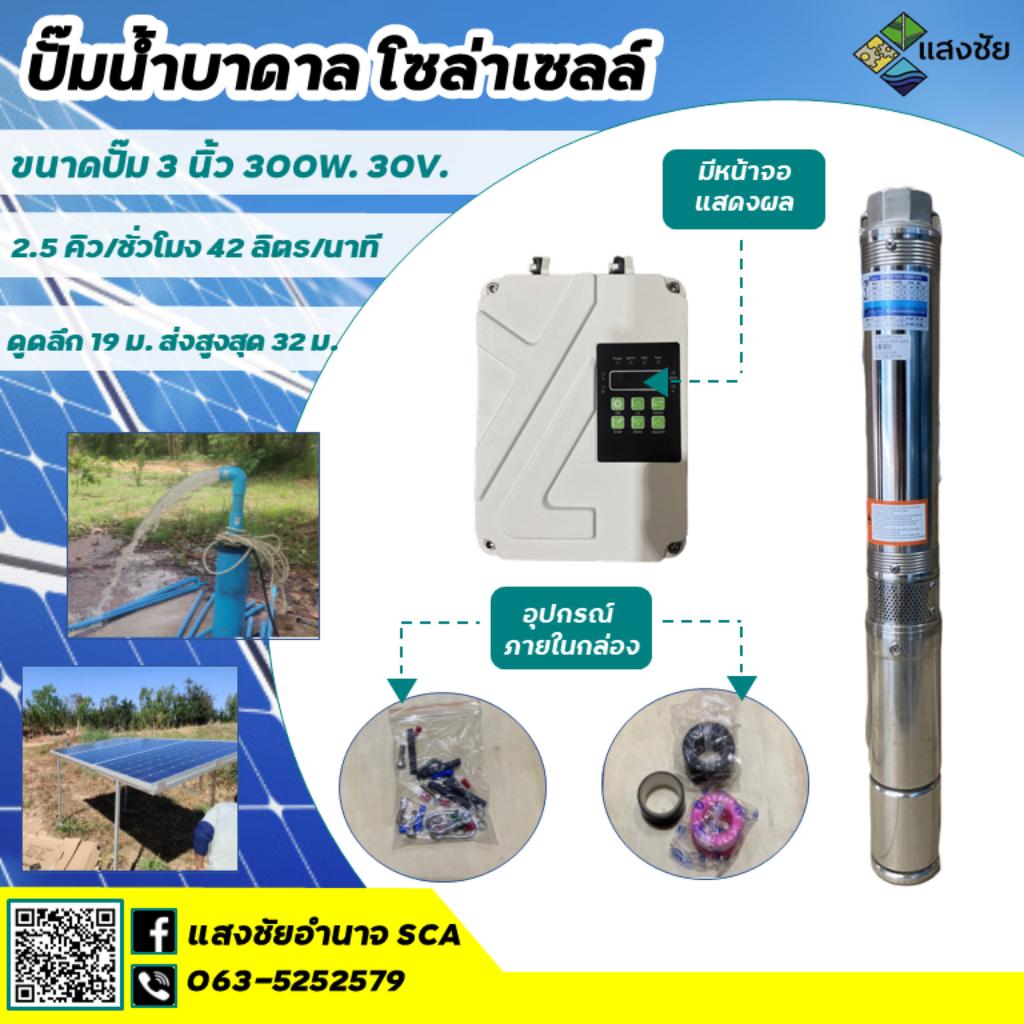 ปั๊มน้ำบาดาล โซล่าเซลล์
แสงชัย
ขนาดปั๊ม 3 นิ้ว 300W. 30V.
2.5 คิว/ชั่วโมง 42 ลิตร/นาที
ดูดลึก 19 ม. ส่งสูงสุด 32 ม.
มีหน้าจอ
แสดงผล
อุปกรณ์
ภายในกล่อง
แสงชัยอำนาจ SCA
063-5252579